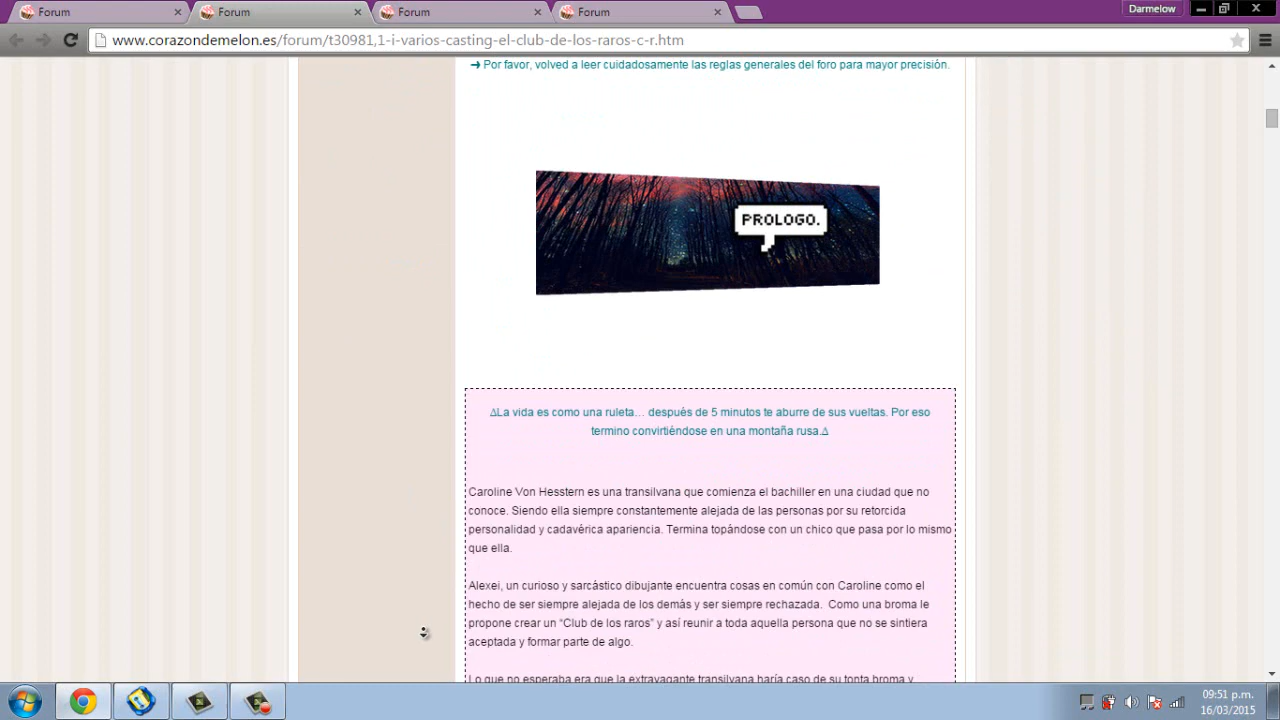 Forum
Forum
Forum
Forum
Darmelow
www.corazondemelon.es/forum/t30981,1-i-varios-casting-el-club-de-los-raros-c-r.htm
➜ Por favor, volved a leer cuidadosamente las reglas generales del foro para mayor precisión.
PROLOGO.
∆La vida es como una ruleta… después de 5 minutos te aburre de sus vueltas. Por eso
termino convirtiéndose en una montaña rusa.∆
Caroline Von Hesstern es una transilvana que comienza el bachiller en una ciudad que no
conoce. Siendo ella siempre constantemente alejada de las personas por su retorcida
personalidad y cadavérica apariencia. Termina topándose con un chico que pasa por lo mismo
que ella.
Alexei, un curioso y sarcástico dibujante encuentra cosas en común con Caroline como el
hecho de ser siempre alejada de los demás y ser siempre rechazada. Como una broma le
propone crear un “Club de los raros” y así reunir a toda aquella persona que no se sintiera
aceptada y formar parte de algo.
Lo que no esperaba era que la extravagante transilvana haría caso de su tonta broma y
09:51 p.m.
16/03/2015